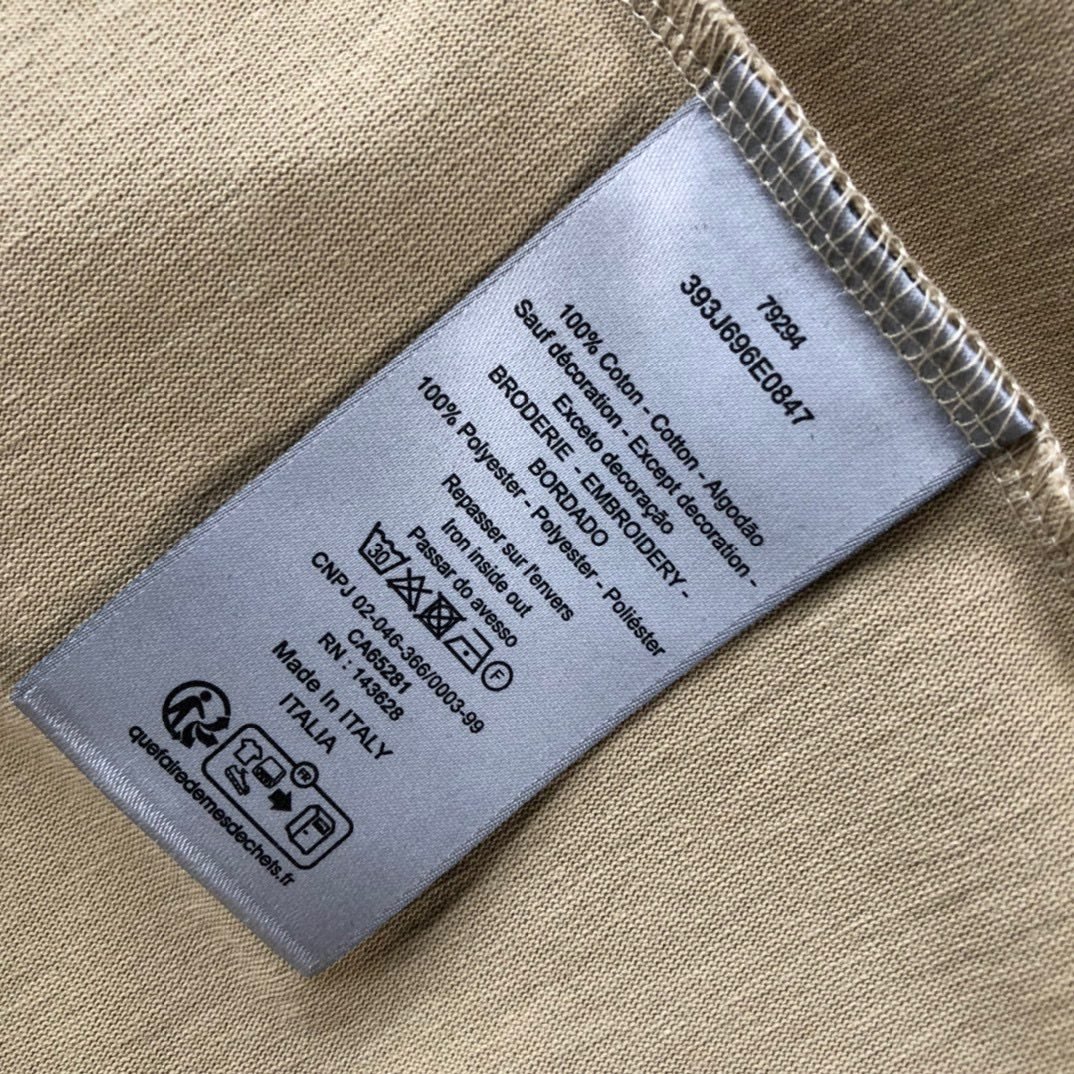 79294
393J696E0847
100% Coton - Cotton - Algodão
Sauf décoration - Except decoration -
Exceto decoração
BRODERIE - EMBROIDERY -
BORDADO
100% Polyester - Polyester - Poliéster
Repasser sur l'envers
Iron inside out
Passar do avesso
30 F
CNPJ 02-046-366/0003-99
CA65281
RN : 143628
Made In ITALY
ITALIA
FR
quefairedemesdechets.fr